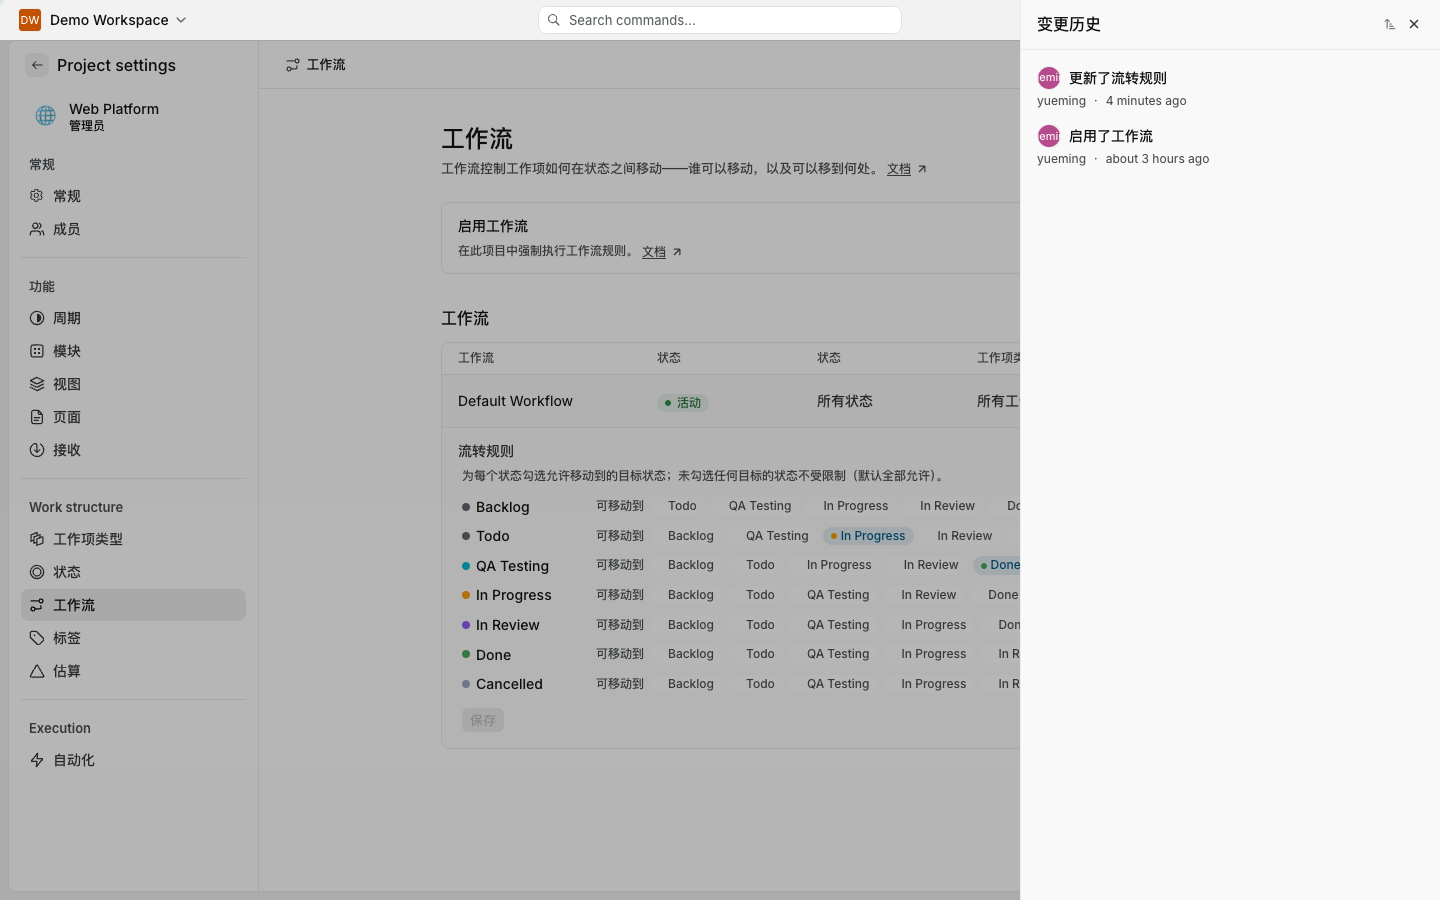 DW Demo Workspace
Search commands...
Project settings
Web Platform
管理员
常规
常规
成员
功能
周期
模块
视图
页面
接收
Work structure
工作项类型
状态
工作流
标签
估算
Execution
自动化
工作流
工作流
工作流控制工作项如何在状态之间移动——谁可以移动，以及可以移到何处。 文档
启用工作流
在此项目中强制执行工作流规则。 文档
工作流
工作流 状态 状态 工作项
Default Workflow 活动 所有状态 所有工
流转规则
为每个状态勾选允许移动到的目标状态；未勾选任何目标的状态不受限制（默认全部允许）。
Backlog 可移动到 Todo QA Testing In Progress In Review Do
Todo 可移动到 Backlog QA Testing In Progress In Review
QA Testing 可移动到 Backlog Todo In Progress In Review Done
In Progress 可移动到 Backlog Todo QA Testing In Review Done
In Review 可移动到 Backlog Todo QA Testing In Progress Don
Done 可移动到 Backlog Todo QA Testing In Progress In R
Cancelled 可移动到 Backlog Todo QA Testing In Progress In R
保存
变更历史
emi 更新了流转规则
yueming · 4 minutes ago
emi 启用了工作流
yueming · about 3 hours ago